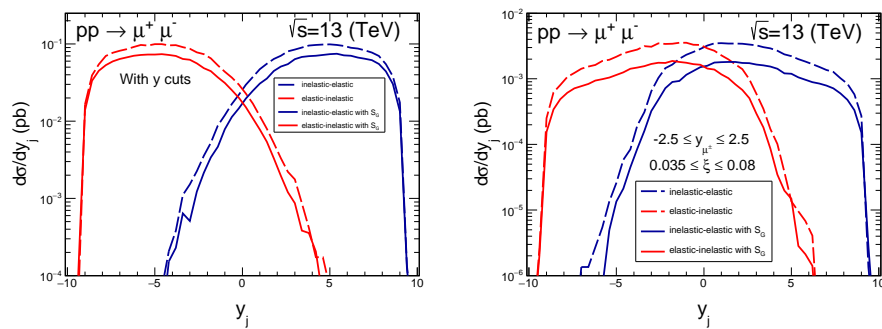 pp → μ⁺ μ⁻ √s=13 (TeV)
With y cuts
inelastic-elastic
elastic-inelastic
inelastic-elastic with S_G
elastic-inelastic with S_G
dσ/dy_j (pb)
10⁻¹
10⁻²
10⁻³
10⁻⁴
−10 −5 0 5 10
y_j
pp → μ⁺ μ⁻ √s=13 (TeV)
-2.5 ≤ y_μ± ≤ 2.5
0.035 ≤ ξ ≤ 0.08
inelastic-elastic
elastic-inelastic
inelastic-elastic with S_G
elastic-inelastic with S_G
dσ/dy_j (pb)
10⁻²
10⁻³
10⁻⁴
10⁻⁵
10⁻⁶
−10 −5 0 5 10
y_j